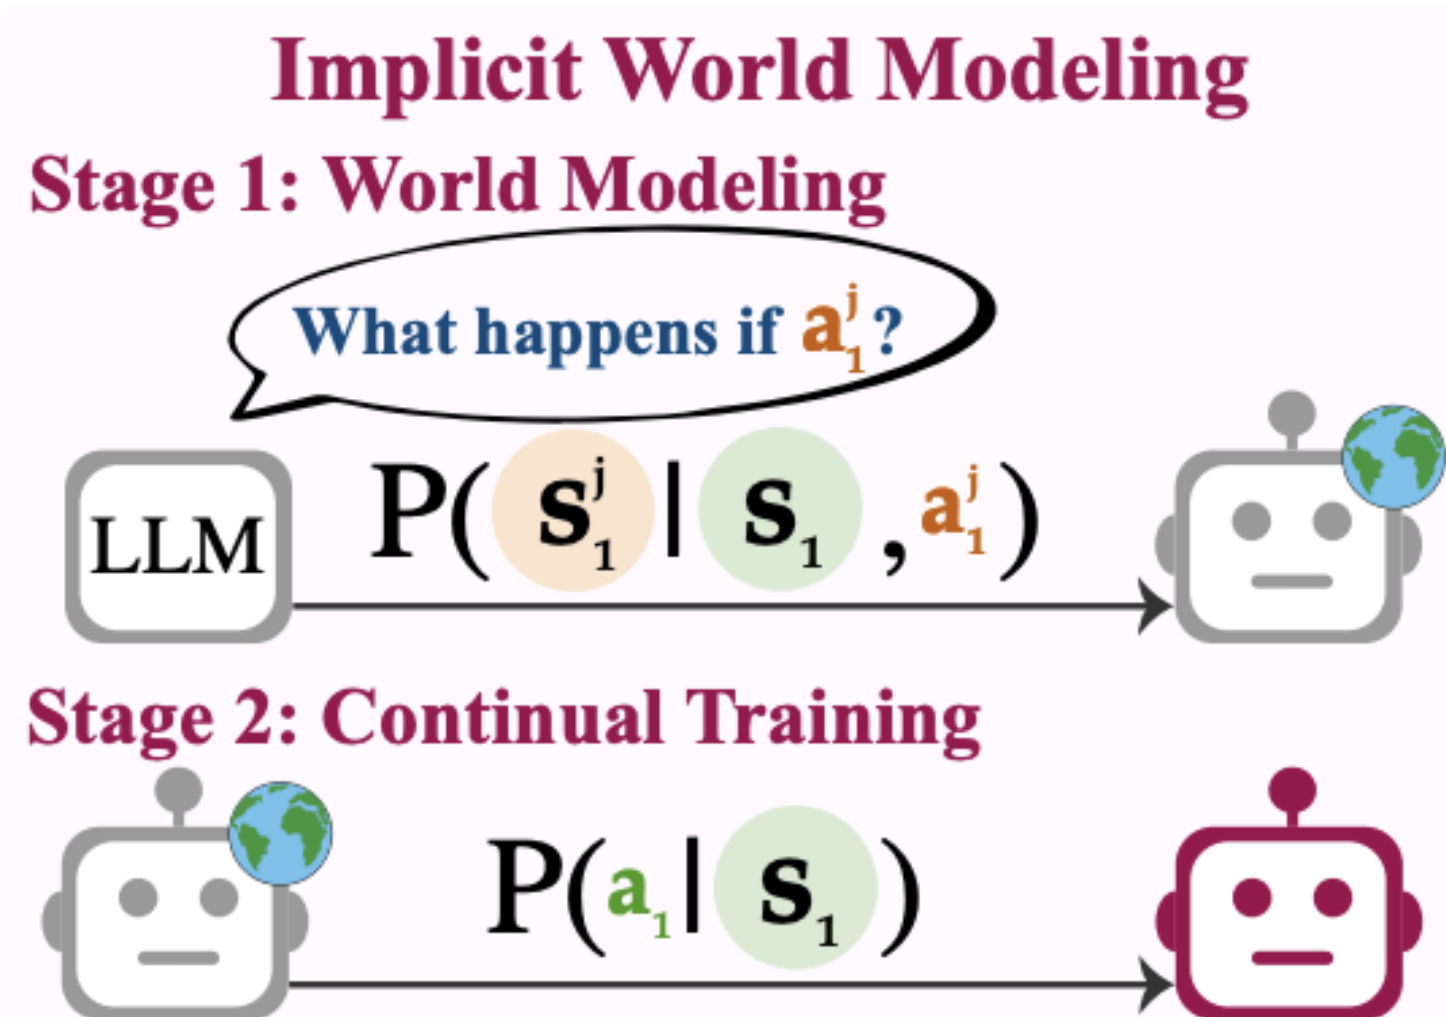 Implicit World Modeling
Stage 1: World Modeling
What happens if a₁ʲ?
LLM
P(s₁ʲ|s₁,a₁ʲ)
Stage 2: Continual Training
P(a₁|s₁)